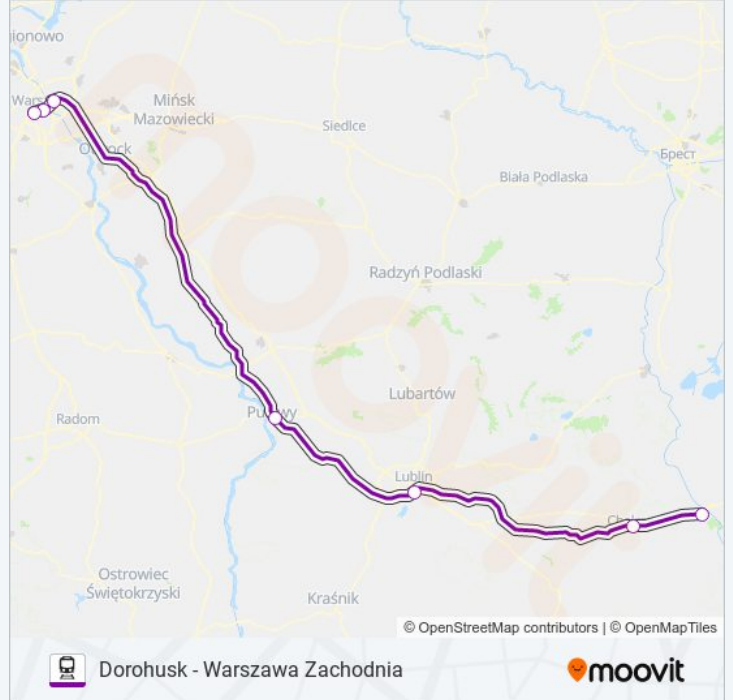 gionowo
Warsz
Mińsk
Mazowiecki
Siedlce
Otwock
Брест
Biała Podlaska
Radzyń Podlaski
Lubartów
Radom
Puławy
Lublin
Chełm
Ostrowiec
Świętokrzyski
Kraśnik
© OpenStreetMap contributors | © OpenMapTiles
Dorohusk - Warszawa Zachodnia
moovit